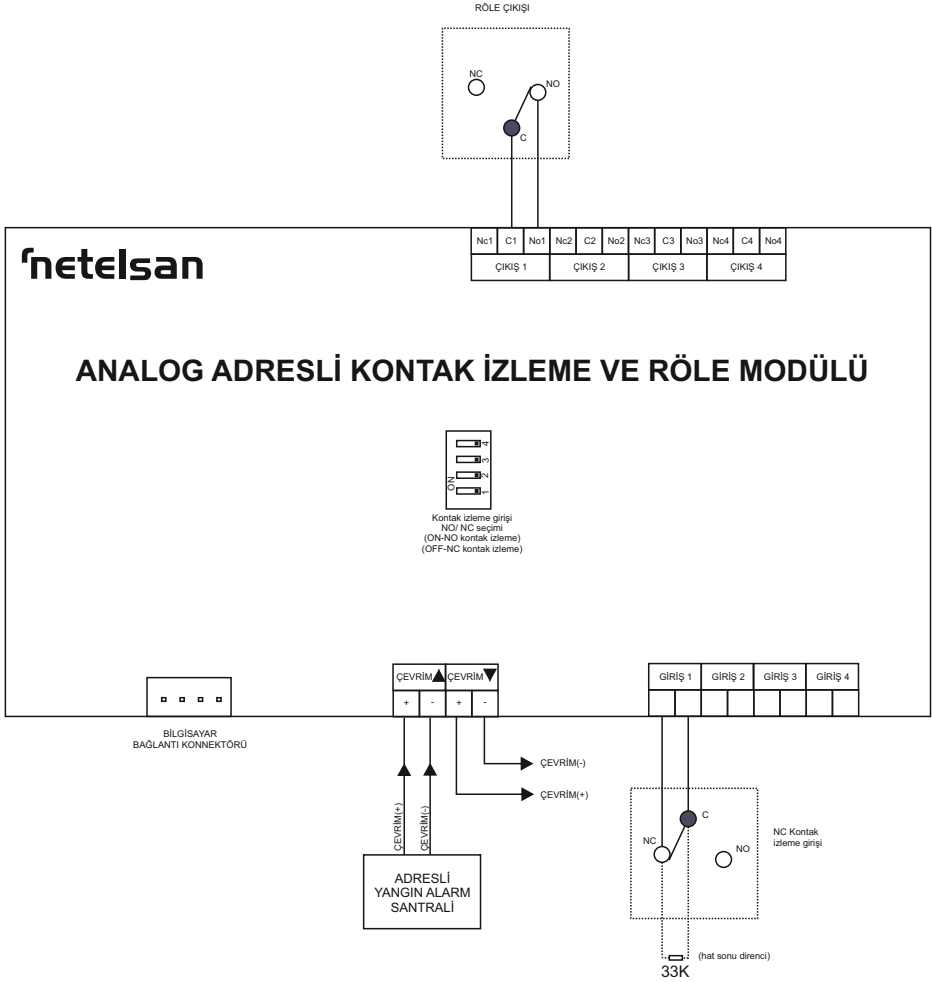 RÖLE ÇIKIŞI
NC
NO
C
Nc1 C1 No1 Nc2 C2 No2 Nc3 C3 No3 Nc4 C4 No4
ÇIKIŞ 1 ÇIKIŞ 2 ÇIKIŞ 3 ÇIKIŞ 4
netelsan
ANALOG ADRESLİ KONTAK İZLEME VE RÖLE MODÜLÜ
4
3
2
1
ON
Kontak izleme girişi
NO/ NC seçimi
(ON-NO kontak izleme)
(OFF-NC kontak izleme)
ÇEVRİM ÇEVRİM
+ - + -
GİRİŞ 1 GİRİŞ 2 GİRİŞ 3 GİRİŞ 4
BİLGİSAYAR
BAĞLANTI KONNEKTÖRÜ
ÇEVRİM(-)
ÇEVRİM(+)
ÇEVRİM(+)
ÇEVRİM(-)
ADRESLİ
YANGIN ALARM
SANTRALİ
C
NC
NO
NC Kontak
izleme girişi
(hat sonu direnci)
33K